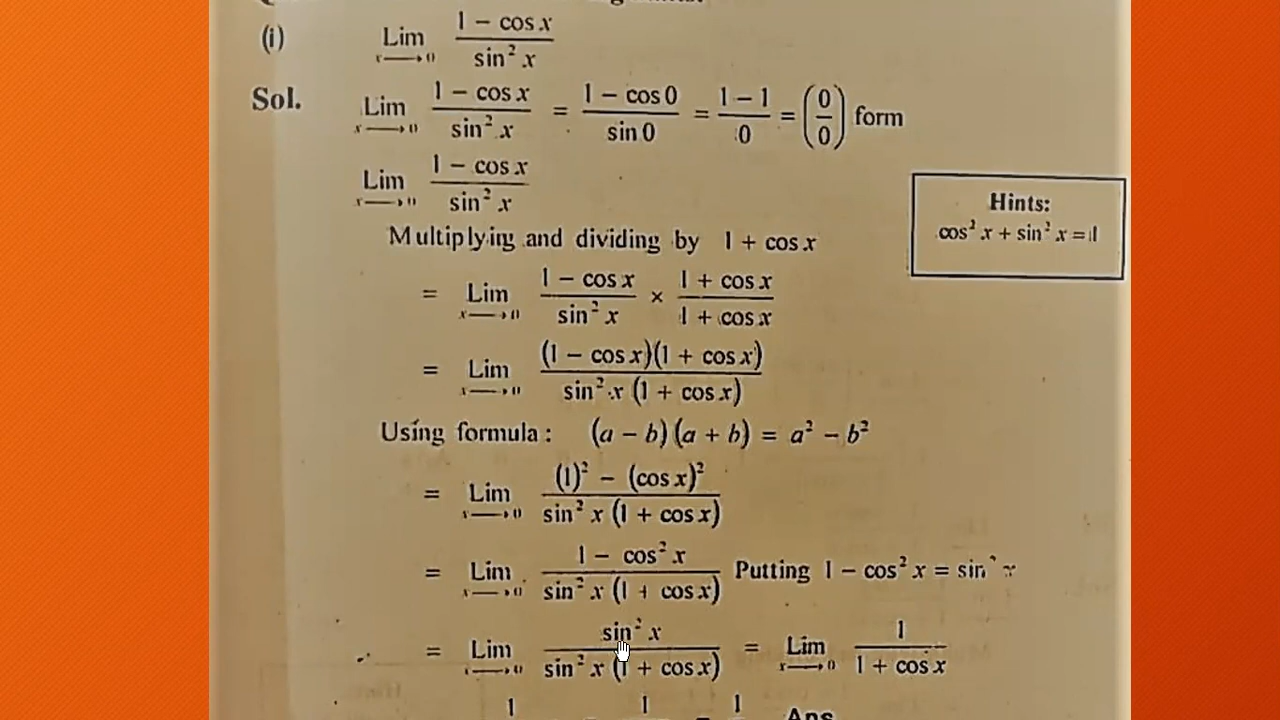 (i) Lim x→0 (1 − cos x) / (sin² x)
Sol. Lim x→0 (1 − cos x) / (sin² x) = (1 − cos 0) / (sin 0) = (1 − 1) / 0 = (0/0) form
Lim x→0 (1 − cos x) / (sin² x)
Hints:
cos² x + sin² x = 1
Multiplying and dividing by 1 + cos x
= Lim x→0 (1 − cos x) / (sin² x) × (1 + cos x) / (1 + cos x)
= Lim x→0 (1 − cos x)(1 + cos x) / (sin² x (1 + cos x))
Using formula: (a − b)(a + b) = a² − b²
= Lim x→0 ((1)² − (cos x)²) / (sin² x (1 + cos x))
= Lim x→0 (1 − cos² x) / (sin² x (1 + cos x)) Putting 1 − cos² x = sin² x
= Lim x→0 (sin² x) / (sin² x (1 + cos x)) = Lim x→0 1 / (1 + cos x)
1 1 = 1 Ans